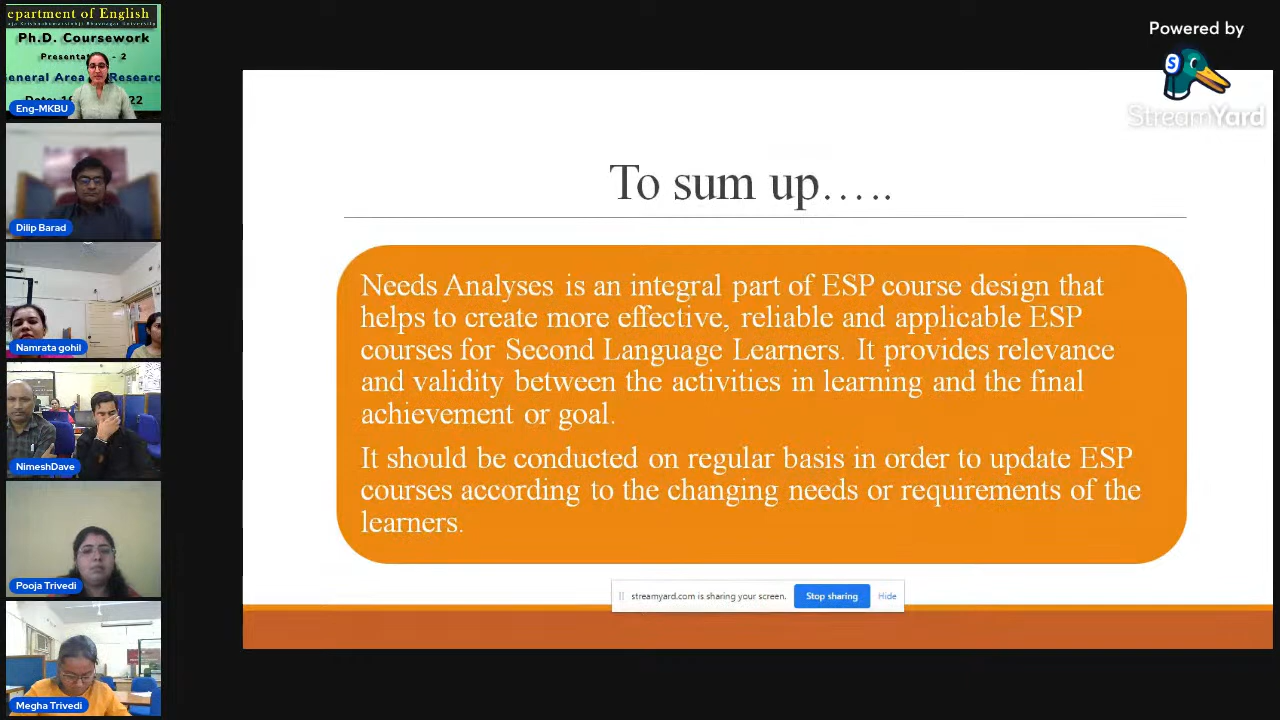 epartment of English
Ph.D. Coursework
eneral Area
Researc
22
Eng-MKBU
Dilip Barad
Namrata gohil
NimeshDave
Pooja Trivedi
Megha Trivedi
Powered by
S
StreamYard
To sum up.....
Needs Analyses is an integral part of ESP course design that
helps to create more effective, reliable and applicable ESP
courses for Second Language Learners. It provides relevance
and validity between the activities in learning and the final
achievement or goal.
It should be conducted on regular basis in order to update ESP
courses according to the changing needs or requirements of the
learners.
streamyard.com is sharing your screen.
Stop sharing
Hide